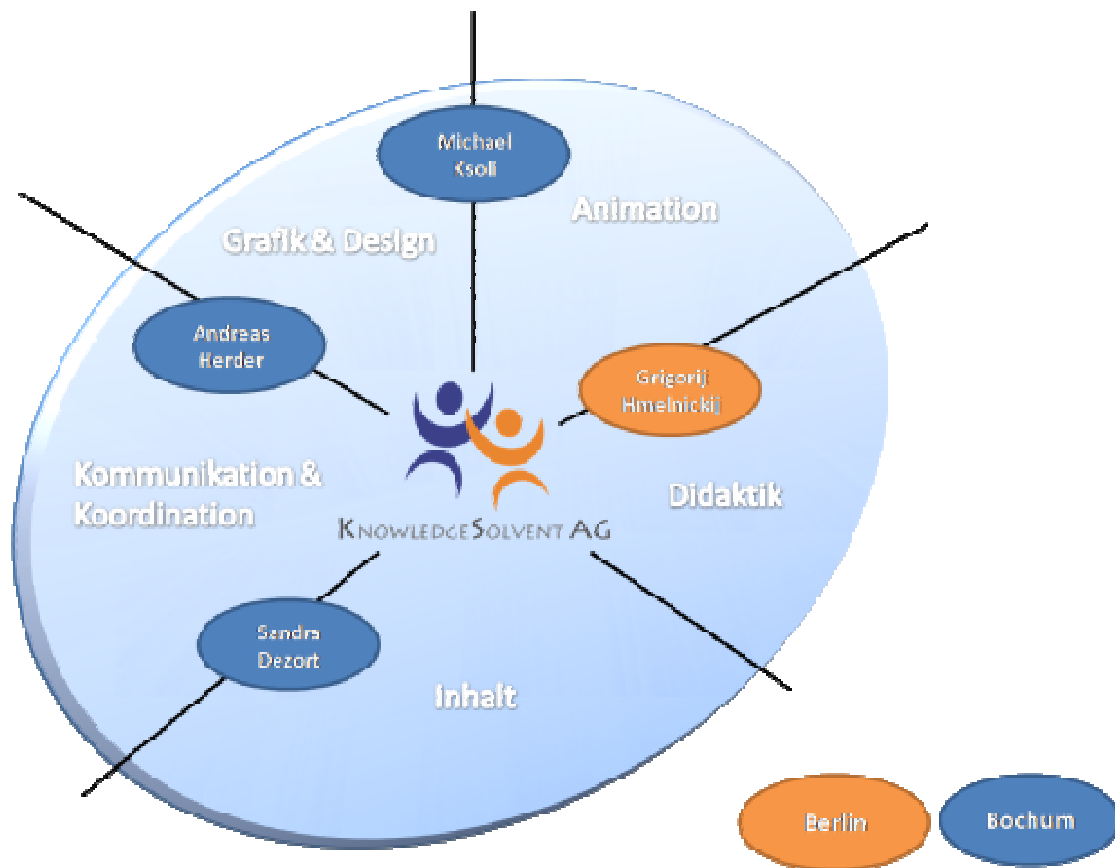 Michael
Ksoll
Animation
Grafik & Design
Andreas
Herder
Grigorij
Hmelnickij
Kommunikation &
Koordination
Didaktik
KNOWLEDGESOLVENT AG
Sandra
Dezort
Inhalt
Berlin
Bochum